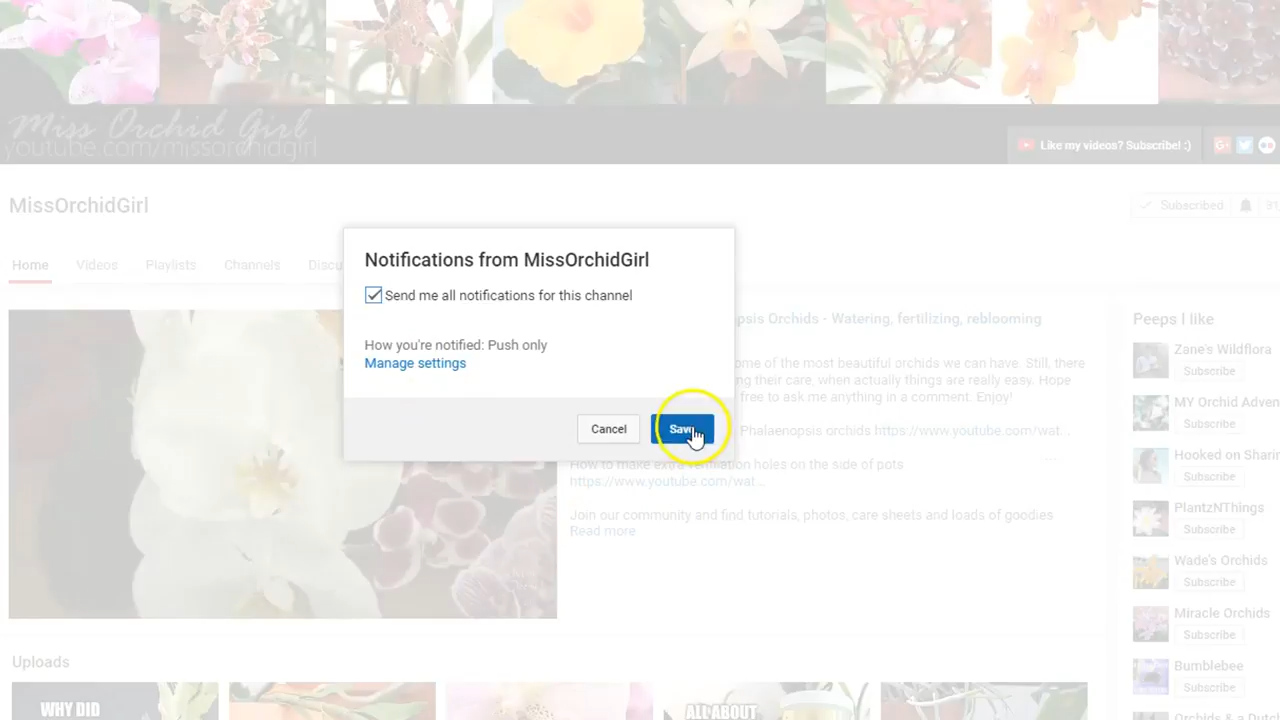 Miss Orchid Girl
youtube.com/missorchidgirl
Like my videos? Subscribe! :)
MissOrchidGirl
Subscribed
Home
Videos
Playlists
Channels
Notifications from MissOrchidGirl
Send me all notifications for this channel
How you're notified: Push only
Manage settings
Cancel
Save
Orchids - Watering, fertilizing, reblooming
of the most beautiful orchids we can have. Still, there
their care, when actually things are really easy. Hope
free to ask me anything in a comment. Enjoy!
Phalaenopsis orchids https://www.youtube.com/wat...
How to make extra ventilation holes on the side of pots
https://www.youtube.com/wat...
Join our community and find tutorials, photos, care sheets and loads of goodies
Read more
Peeps I like
Zane's Wildflora
Subscribe
MY Orchid Adven
Subscribe
Hooked on Sharin
Subscribe
PlantzNThings
Subscribe
Wade's Orchids
Subscribe
Miracle Orchids
Subscribe
Bumblebee
Subscribe
Uploads
WHY DID
ALL ABOUT